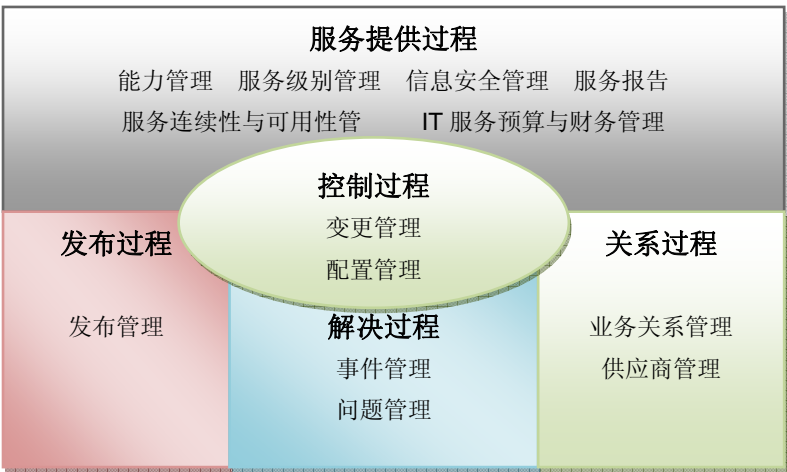 服务提供过程
能力管理 服务级别管理 信息安全管理 服务报告
服务连续性与可用性管 IT 服务预算与财务管理
控制过程
变更管理
配置管理
发布过程
发布管理
解决过程
事件管理
问题管理
关系过程
业务关系管理
供应商管理